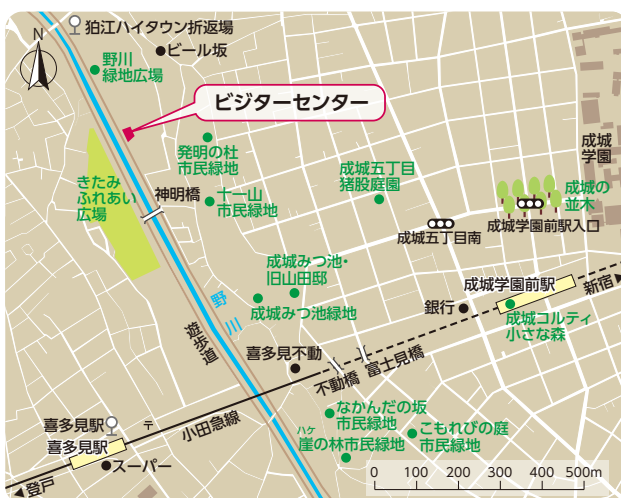 狛江ハイタウン折返場
N
ビール坂
野川
緑地広場
ビジターセンター
成城
学園
発明の杜
市民緑地
成城五丁目
猪股庭園
きたみ
ふれあい
広場
神明橋
十一山
市民緑地
成城の
並木
成城学園前駅入口
成城五丁目南
成城みつ池・
旧山田邸
成城学園前駅
新宿▶
野川
成城みつ池緑地
銀行
成城コルティ
小さな森
遊歩道
喜多見不動
不動橋
富士見橋
なかんだの坂
市民緑地
喜多見駅
〒
小田急線
こもれびの庭
市民緑地
ハケ
崖の林市民緑地
喜多見駅
スーパー
◀登戸
0 100 200 300 400 500m